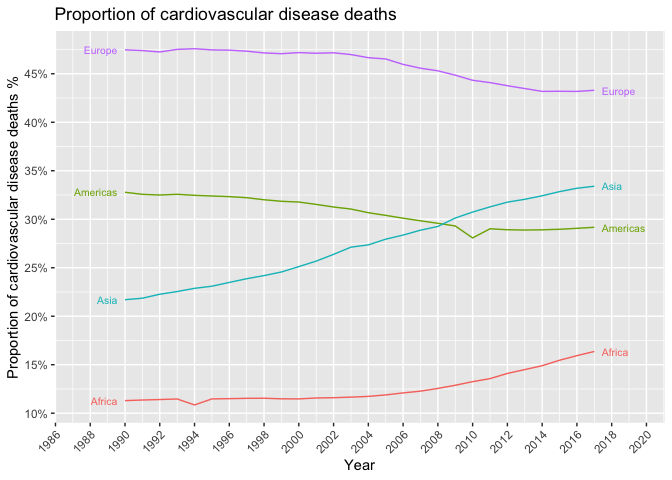 Proportion of cardiovascular disease deaths
Proportion of cardiovascular disease deaths %
45%
40%
35%
30%
25%
20%
15%
10%
Europe
Europe
Americas
Asia
Americas
Asia
Africa
Africa
1986 1988 1990 1992 1994 1996 1998 2000 2002 2004 2006 2008 2010 2012 2014 2016 2018 2020
Year